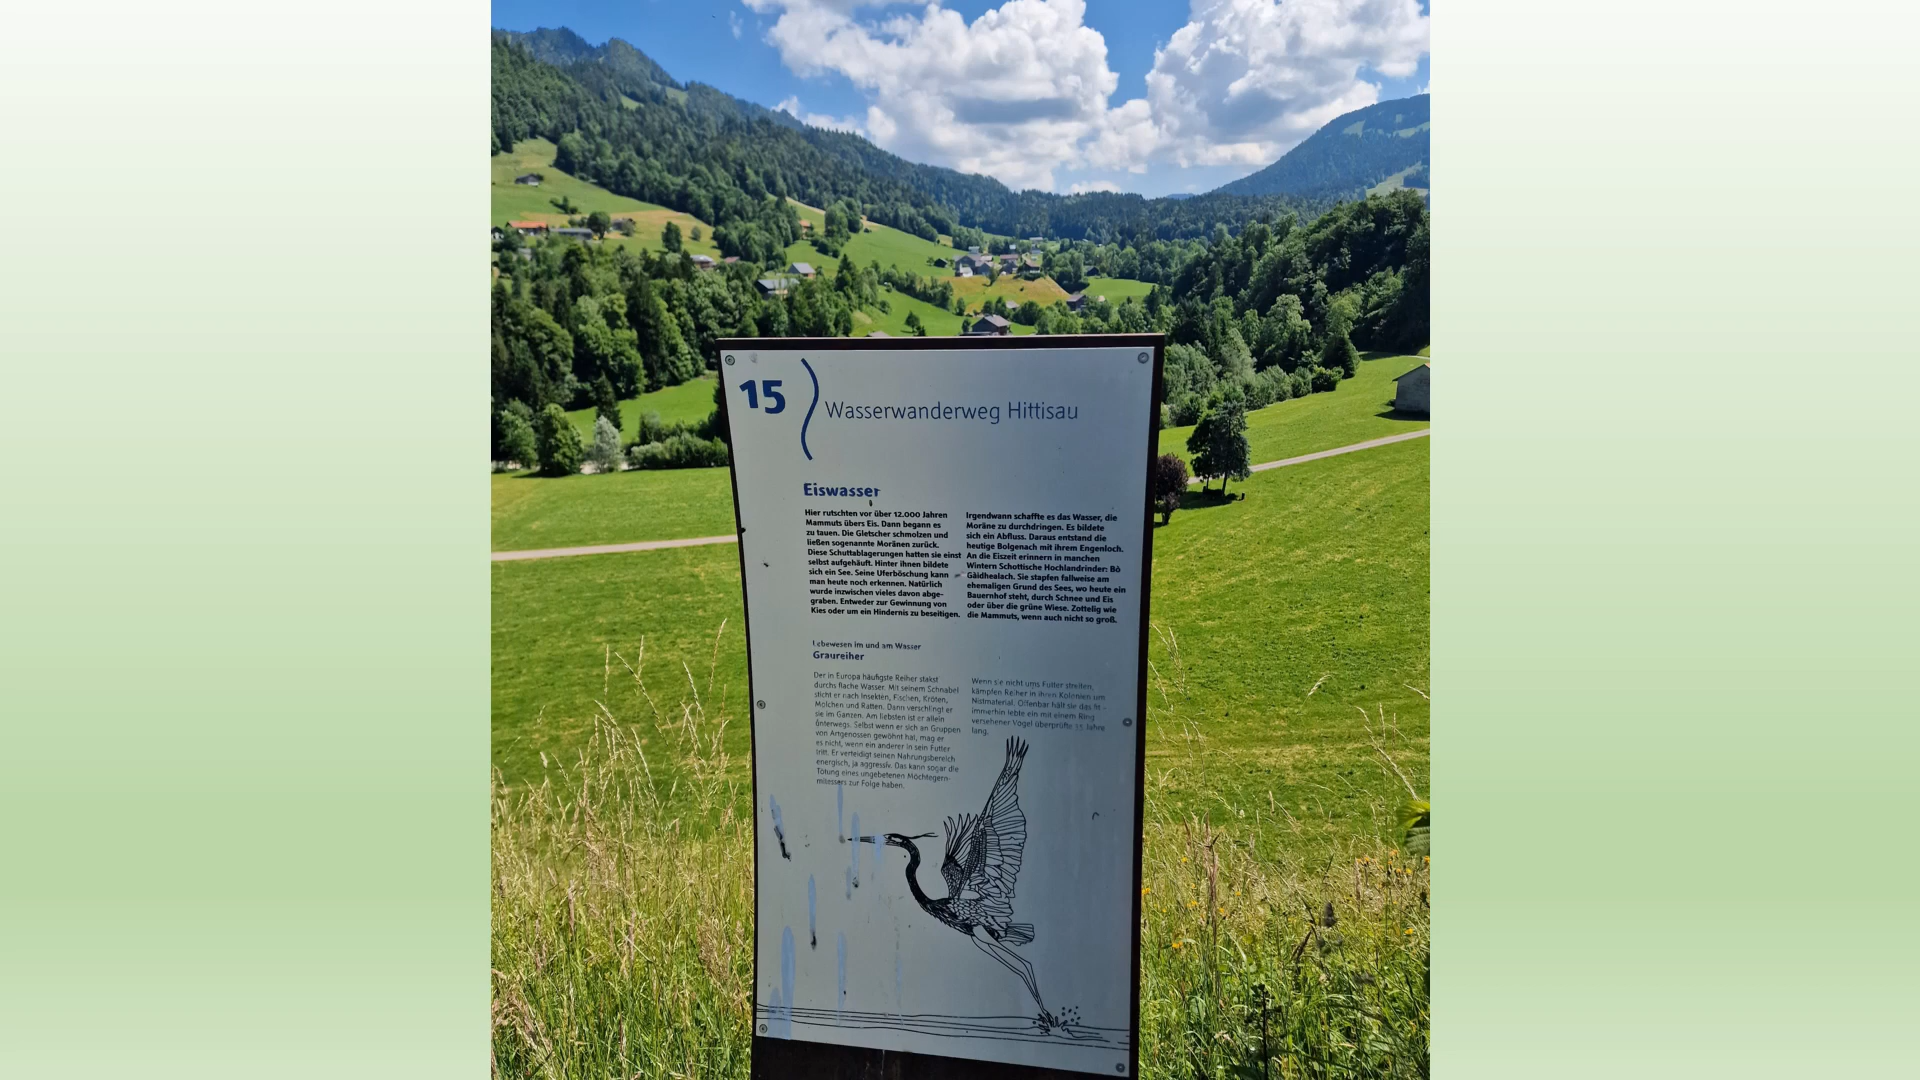 15
Wasserwanderweg Hittisau
Eiswasser
Hier rutschten vor über 12.000 Jahren
Mammuts übers Eis. Dann begann es
zu tauen. Die Gletscher schmolzen und
ließen sogenannte Moränen zurück.
Diese Schuttablagerungen hatten sie einst
selbst aufgehäuft. Hinter ihnen bildete
sich ein See. Seine Uferböschung kann
man heute noch erkennen. Natürlich
wurde inzwischen vieles davon abge-
graben. Entweder zur Gewinnung von
Kies oder um ein Hindernis zu beseitigen.
Irgendwann schaffte es das Wasser, die
Moräne zu durchdringen. Es bildete
sich ein Abfluss. Daraus entstand die
heutige Bolgenach mit ihrem Engenloch.
An die Eiszeit erinnern in manchen
Wintern Schottische Hochlandrinder: Bò
Gàidhealach. Sie stapfen fallweise am
ehemaligen Grund des Sees, wo heute ein
Bauernhof steht, durch Schnee und Eis
oder über die grüne Wiese. Zottelig wie
die Mammuts, wenn auch nicht so groß.
Lebewesen im und am Wasser
Graureiher
Der in Europa häufigste Reiher stakst
durchs flache Wasser. Mit seinem Schnabel
sticht er nach Insekten, Fischen, Kröten,
Molchen und Ratten. Dann verschlingt er
sie im Ganzen. Am liebsten ist er allein
unterwegs. Selbst wenn er sich an Gruppen
von Artgenossen gewöhnt hat, mag er
es nicht, wenn ein anderer in sein Futter
tritt. Er verteidigt seinen Nahrungsbereich
energisch, ja aggressiv. Das kann sogar die
Tötung eines ungebetenen Möchtegern-
mitessers zur Folge haben.
Wenn sie nicht ums Futter streiten,
kämpfen Reiher in ihren Kolonien um
Nistmaterial. Offenbar hält sie das fit –
immerhin lebte ein mit einem Ring
versehener Vogel überprüfte Jahre
lang.